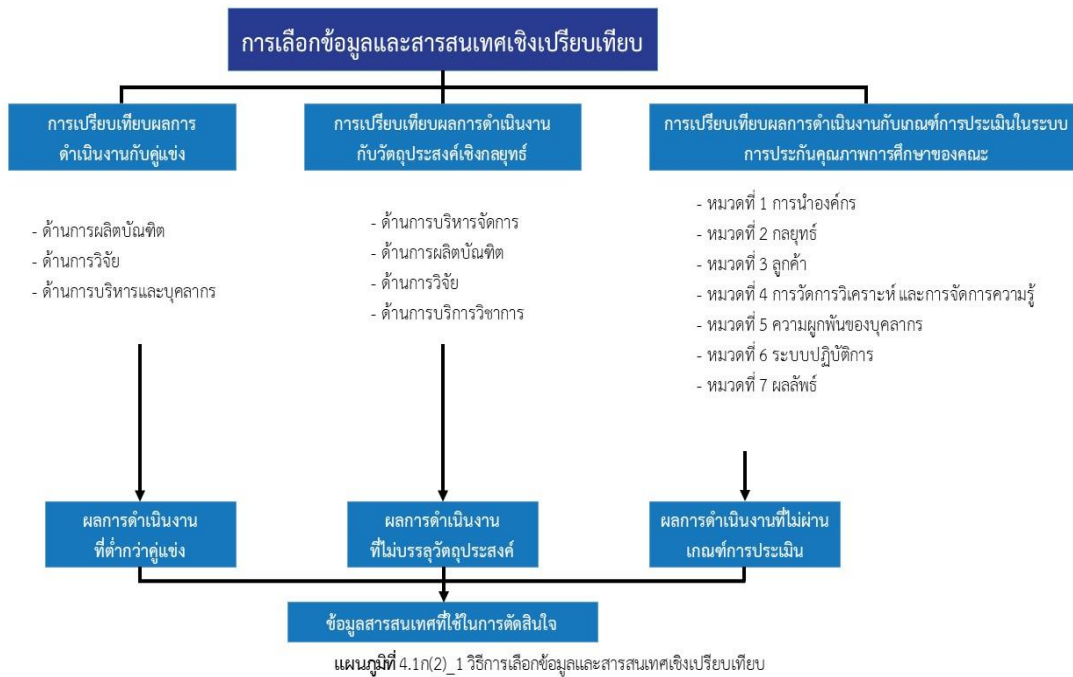 การเลือกข้อมูลและสารสนเทศเชิงเปรียบเทียบ
การเปรียบเทียบผลการ
ดำเนินงานกับคู่แข่ง
- ด้านการผลิตบัณฑิต
- ด้านการวิจัย
- ด้านการบริหารและบุคลากร
การเปรียบเทียบผลการดำเนินงาน
กับวัตถุประสงค์เชิงกลยุทธ์
- ด้านการบริหารจัดการ
- ด้านการผลิตบัณฑิต
- ด้านการวิจัย
- ด้านการบริการวิชาการ
การเปรียบเทียบผลการดำเนินงานกับเกณฑ์การประเมินในระบบ
การประกันคุณภาพการศึกษาของคณะ
- หมวดที่ 1 การนำองค์กร
- หมวดที่ 2 กลยุทธ์
- หมวดที่ 3 ลูกค้า
- หมวดที่ 4 การวัดการวิเคราะห์ และการจัดการความรู้
- หมวดที่ 5 ความผูกพันของบุคลากร
- หมวดที่ 6 ระบบปฏิบัติการ
- หมวดที่ 7 ผลลัพธ์
ผลการดำเนินงาน
ที่ต่ำกว่าคู่แข่ง
ผลการดำเนินงาน
ที่ไม่บรรลุวัตถุประสงค์
ผลการดำเนินงานที่ไม่ผ่าน
เกณฑ์การประเมิน
ข้อมูลสารสนเทศที่ใช้ในการตัดสินใจ
แผนภูมิที่ 4.1ก(2)_1 วิธีการเลือกข้อมูลและสารสนเทศเชิงเปรียบเทียบ